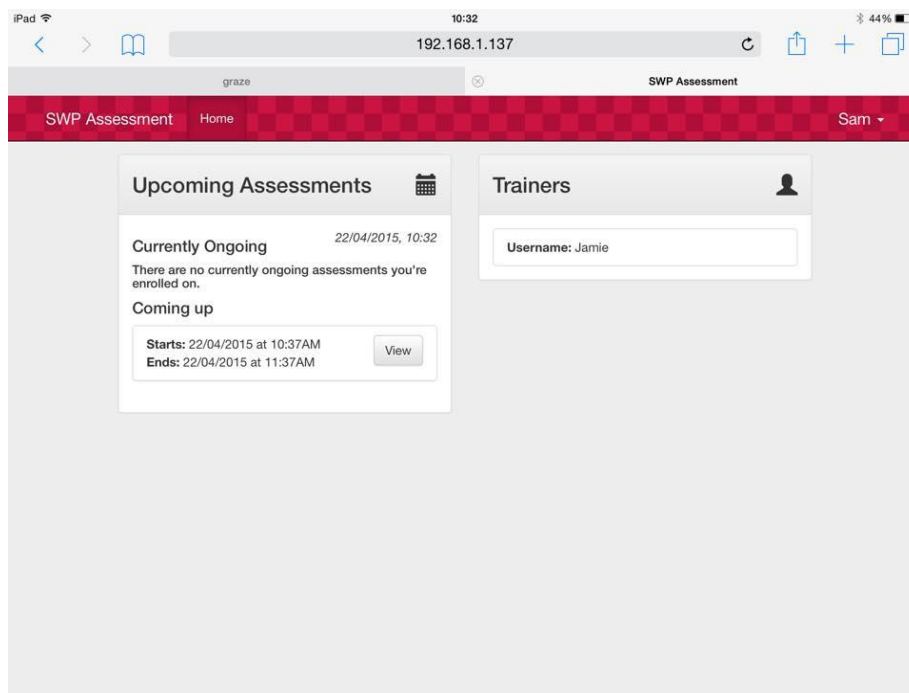 iPad 10:32 44%
192.168.1.137
graze SWP Assessment
SWP Assessment Home Sam
Upcoming Assessments
22/04/2015, 10:32
Currently Ongoing
There are no currently ongoing assessments you're
enrolled on.
Coming up
Starts: 22/04/2015 at 10:37AM
Ends: 22/04/2015 at 11:37AM
View
Trainers
Username: Jamie